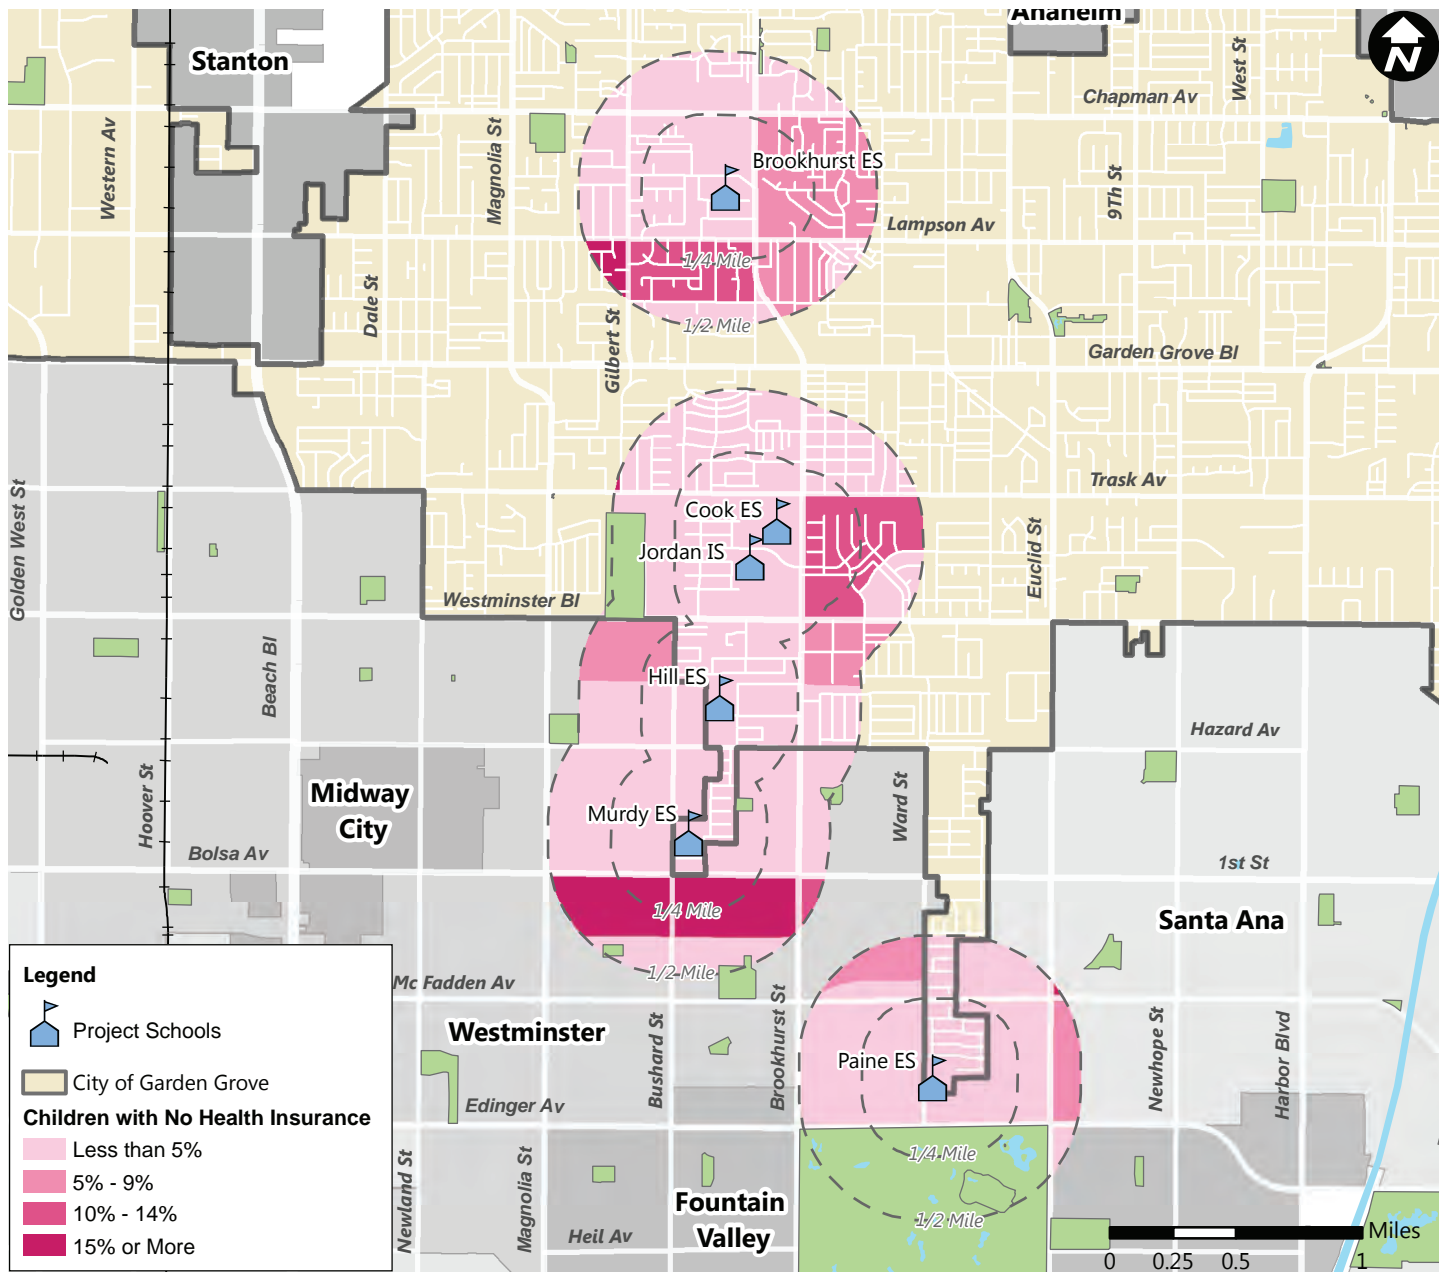 Anaheim
Stanton
West St
N
Chapman Av
Western Av
Magnolia St
Brookhurst ES
9Th St
Lampson Av
1/4 Mile
Dale St
1/2 Mile
Gilbert St
Garden Grove Bl
Golden West St
Trask Av
Cook ES
Jordan IS
Euclid St
Westminster Bl
Beach Bl
Hill ES
Hazard Av
Hoover St
Midway
City
Murdy ES
Ward St
Bolsa Av
1st St
1/4 Mile
Santa Ana
1/2 Mile
Mc Fadden Av
Westminster
Bushard St
Brookhurst St
Paine ES
Newhope St
Harbor Blvd
Edinger Av
Newland St
Magnolia St
1/4 Mile
Fountain
Valley
1/2 Mile
Heil Av
Miles
0 0.25 0.5 1
Legend
Project Schools
City of Garden Grove
Children with No Health Insurance
Less than 5%
5% - 9%
10% - 14%
15% or More